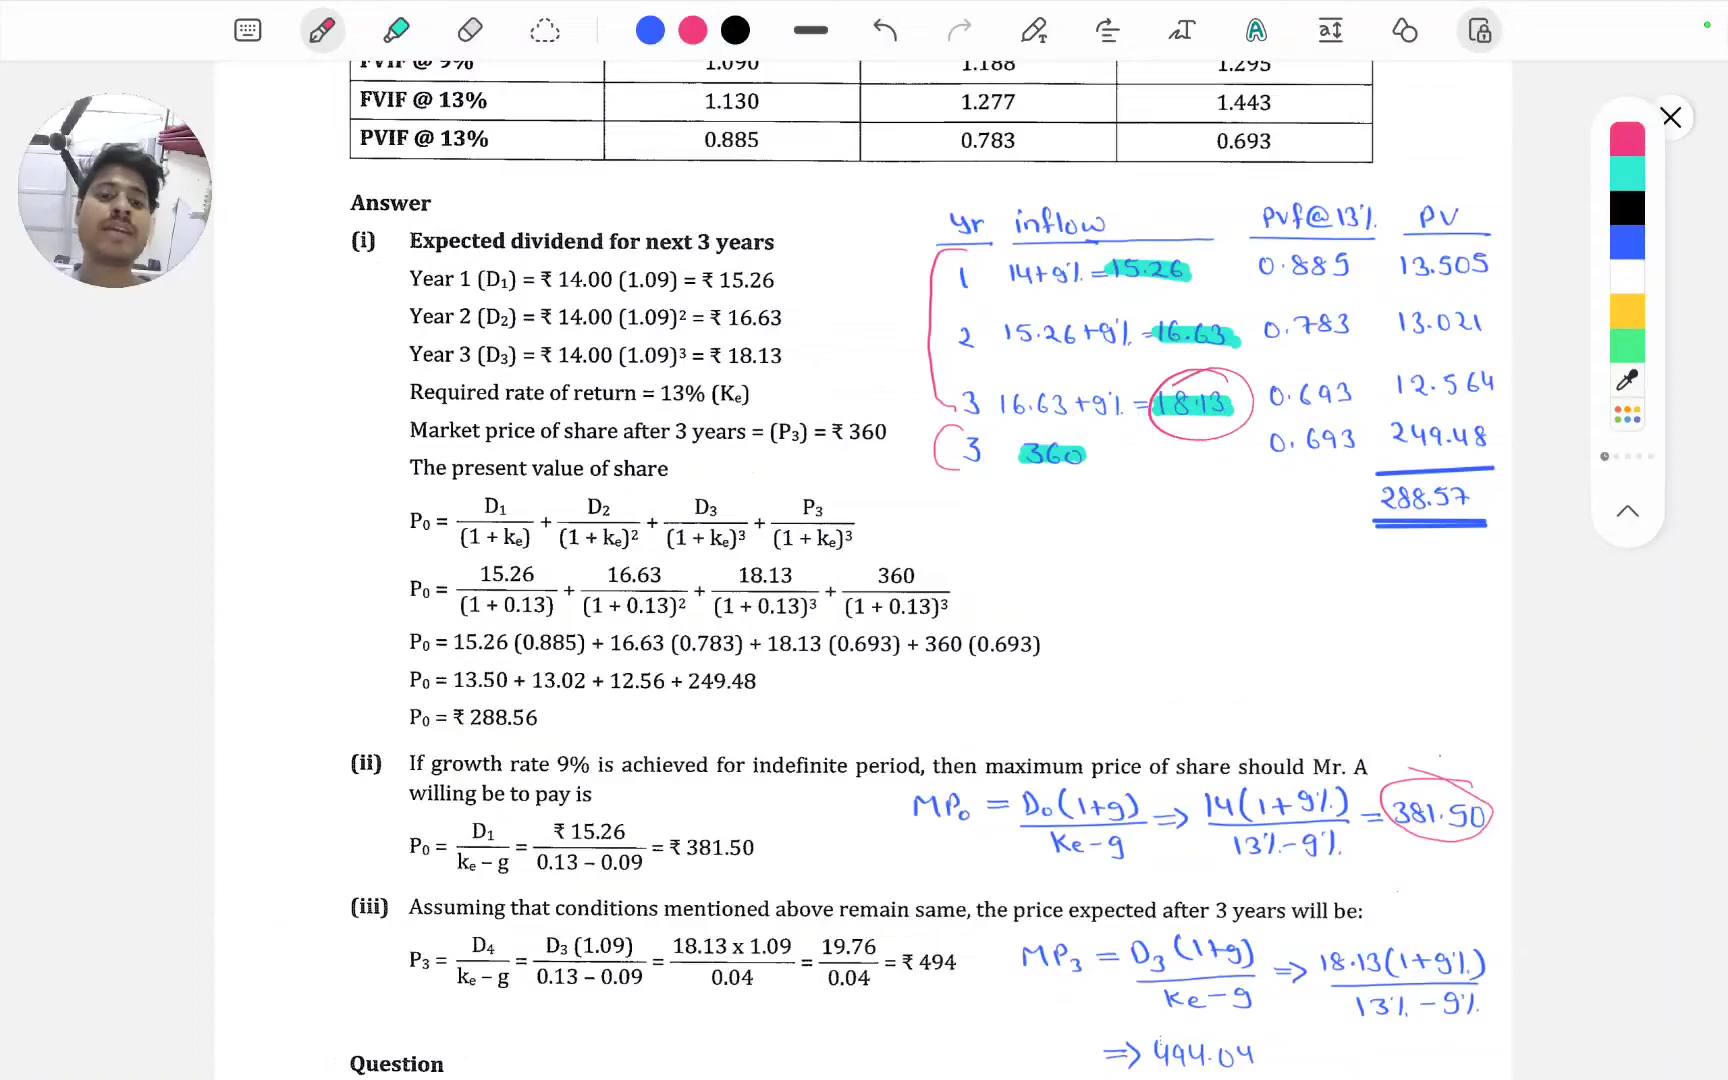 FVIF @ 9% 1.090 1.188 1.295
FVIF @ 13% 1.130 1.277 1.443
PVIF @ 13% 0.885 0.783 0.693
Answer
(i) Expected dividend for next 3 years
Year 1 (D₁) = ₹ 14.00 (1.09) = ₹ 15.26
Year 2 (D₂) = ₹ 14.00 (1.09)² = ₹ 16.63
Year 3 (D₃) = ₹ 14.00 (1.09)³ = ₹ 18.13
Required rate of return = 13% (Kₑ)
Market price of share after 3 years = (P₃) = ₹ 360
The present value of share
P₀ = D₁/(1 + kₑ) + D₂/(1 + kₑ)² + D₃/(1 + kₑ)³ + P₃/(1 + kₑ)³
P₀ = 15.26/(1 + 0.13) + 16.63/(1 + 0.13)² + 18.13/(1 + 0.13)³ + 360/(1 + 0.13)³
P₀ = 15.26 (0.885) + 16.63 (0.783) + 18.13 (0.693) + 360 (0.693)
P₀ = 13.50 + 13.02 + 12.56 + 249.48
P₀ = ₹ 288.56
yr inflow Pvf@13% PV
1 14+9% = 15.26 0.885 13.505
2 15.26+9% = 16.63 0.783 13.021
3 16.63+9% = 18.13 0.693 12.564
3 360 0.693 249.48
288.57
(ii) If growth rate 9% is achieved for indefinite period, then maximum price of share should Mr. A
willing be to pay is
P₀ = D₁/(kₑ – g) = ₹ 15.26/(0.13 – 0.09) = ₹ 381.50
MP₀ = D₀(1+g)/(Ke–g) => 14(1+9%)/(13%–9%) = 381.50
(iii) Assuming that conditions mentioned above remain same, the price expected after 3 years will be:
P₃ = D₄/(kₑ – g) = D₃ (1.09)/(0.13 – 0.09) = 18.13 x 1.09/0.04 = 19.76/0.04 = ₹ 494
MP₃ = D₃(1+g)/(Ke–g) => 18.13(1+9%)/(13%–9%)
=> 494.04
Question